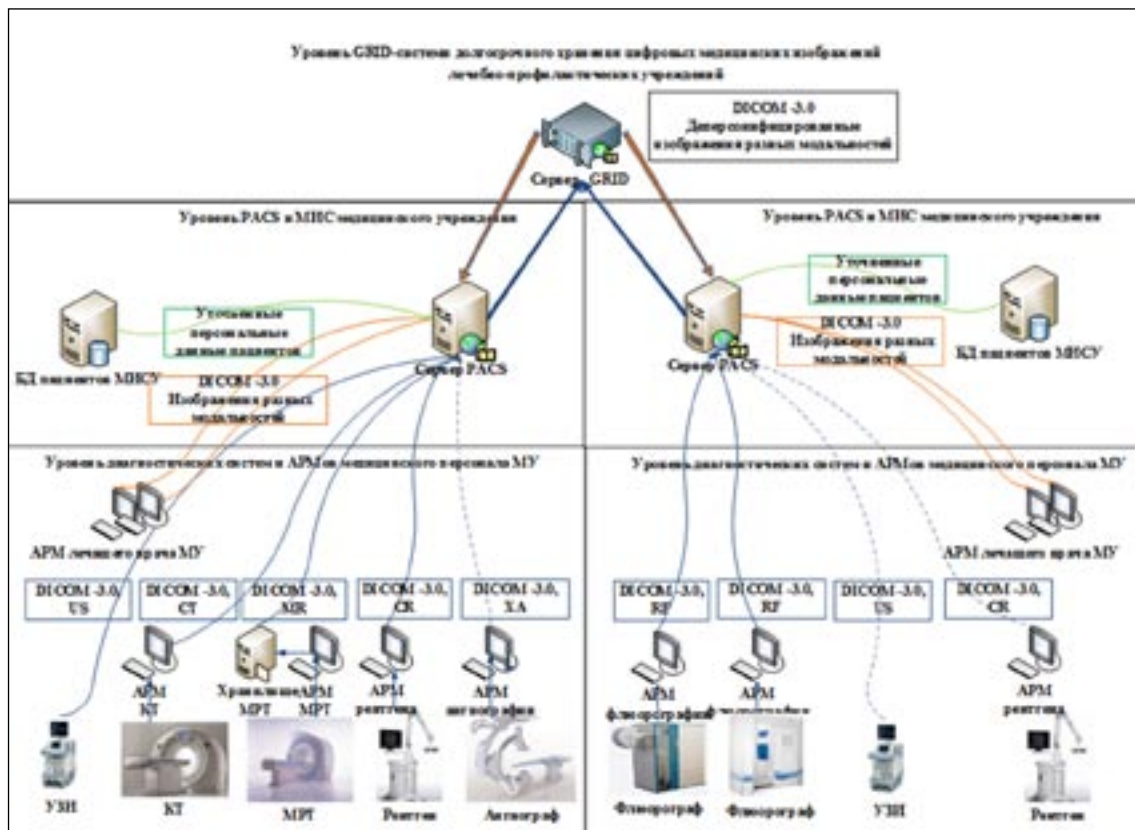 Уровень GRID-системы долгосрочного хранения цифровых медицинских изображений
лечебно-профилактических учреждений
DICOM -3.0
Деперсонифицированные
изображения разных модальностей
Сервер GRID
Уровень PACS и МИС медицинского учреждения
Уточненные
персональные
данные пациентов
БД пациентов МИСУ
DICOM -3.0
Изображения разных
модальностей
Сервер PACS
Уровень PACS и МИС медицинского учреждения
Уточненные
персональные
данные пациентов
DICOM -3.0
Изображения разных
модальностей
БД пациентов МИСУ
Сервер PACS
Уровень диагностических систем и АРМов медицинского персонала МУ
АРМ лечащего врача МУ
DICOM -3.0,
US
DICOM -3.0,
CT
DICOM -3.0,
MR
DICOM -3.0,
CR
DICOM -3.0,
XA
АРМ
КТ
Хранилище
МРТ
АРМ
МРТ
АРМ
рентгена
АРМ
ангиографии
УЗИ
КТ
МРТ
Рентген
Ангиограф
Уровень диагностических систем и АРМов медицинского персонала МУ
АРМ лечащего врача МУ
DICOM -3.0,
RF
DICOM -3.0,
RF
DICOM -3.0,
US
DICOM -3.0,
CR
АРМ
флюорографии
АРМ
флюорографии
АРМ
рентгена
Флюорограф
Флюорограф
УЗИ
Рентген